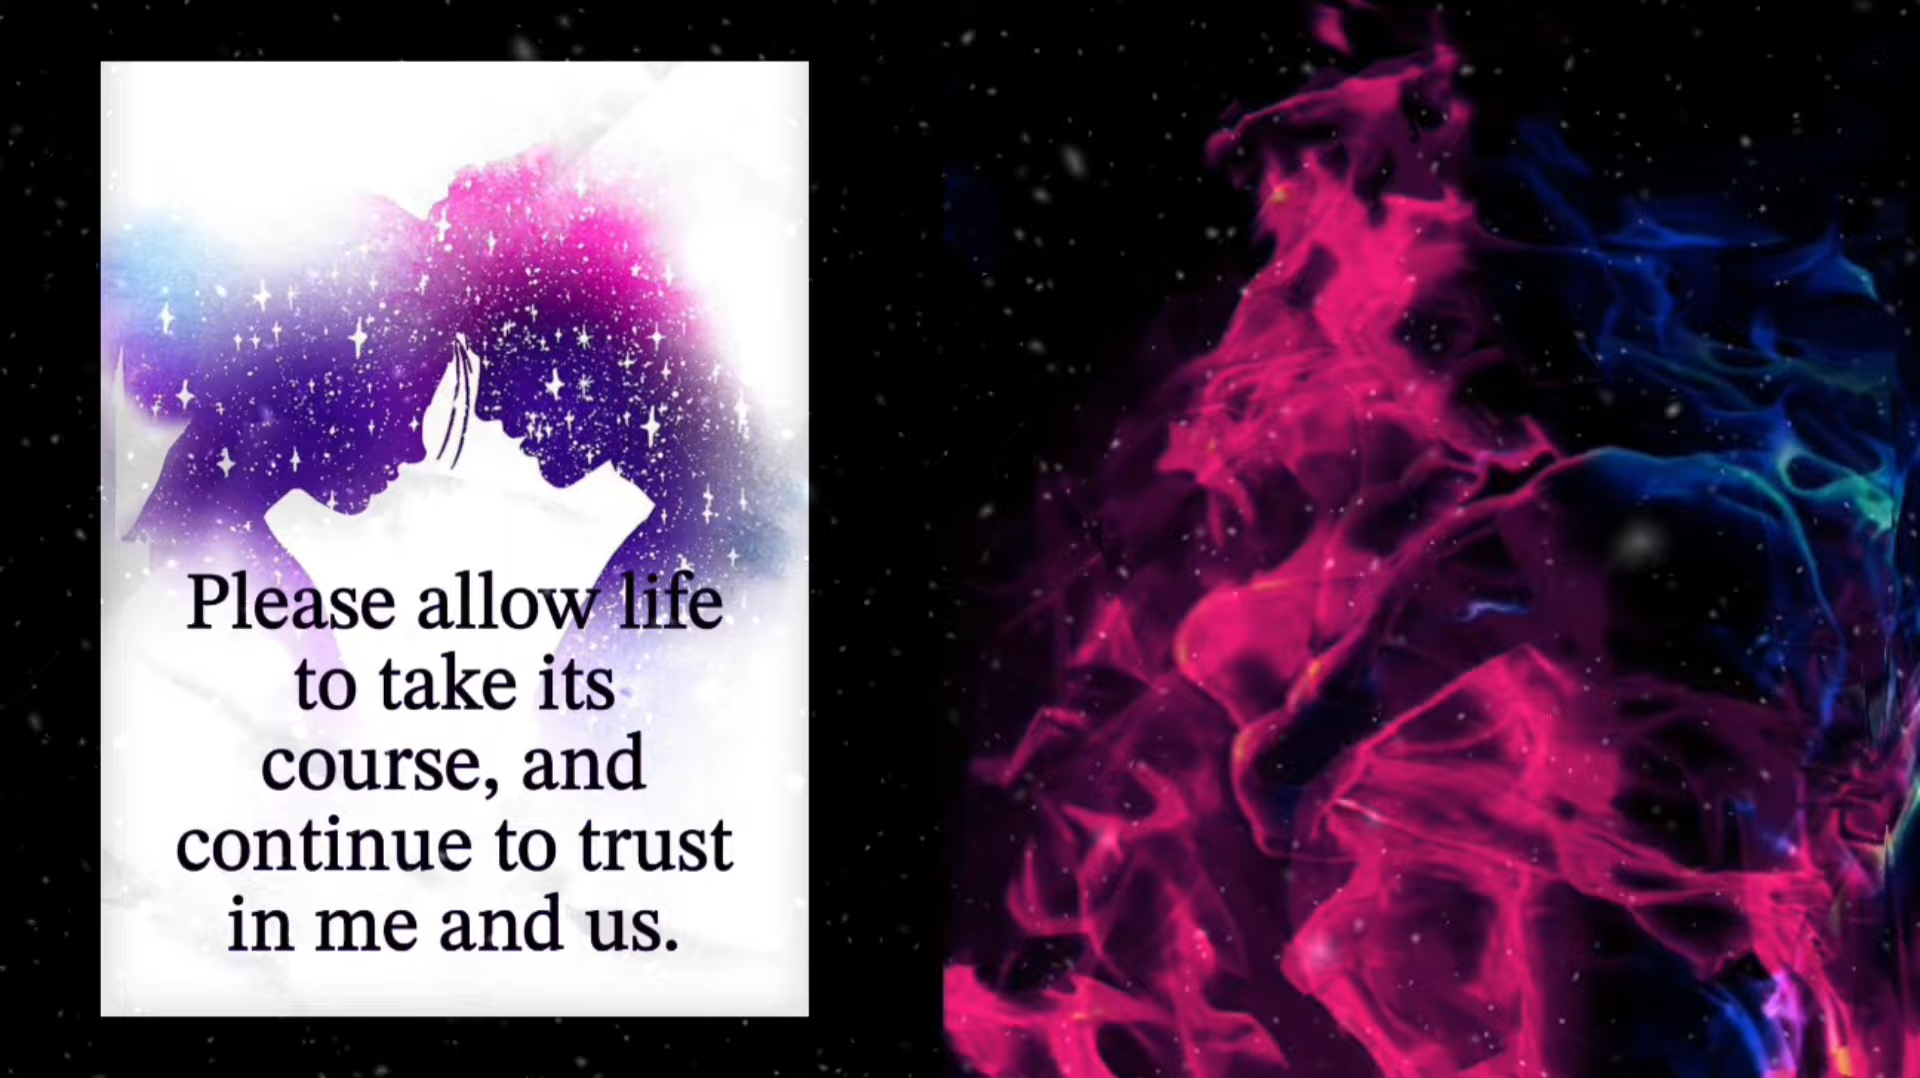 Please allow life
to take its
course, and
continue to trust
in me and us.